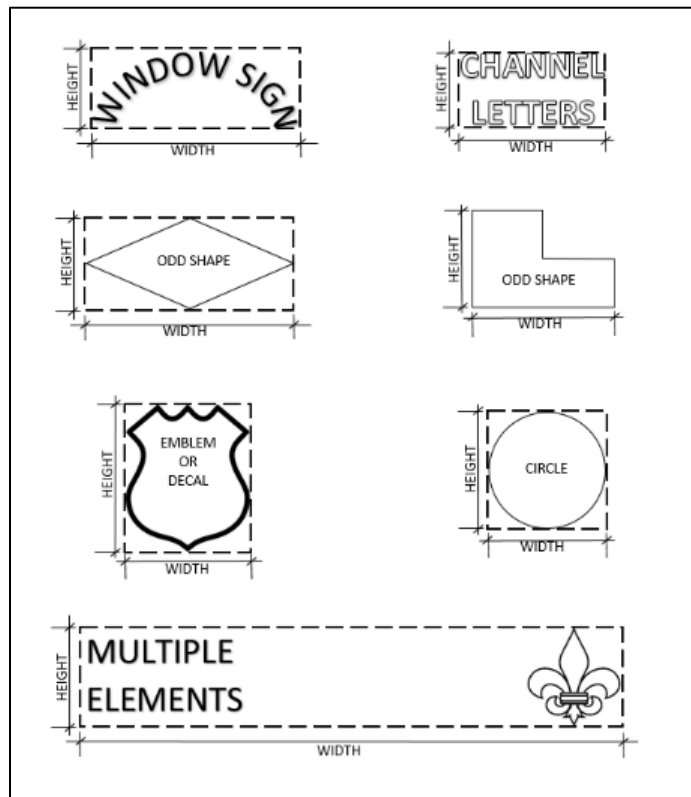 HEIGHT
WINDOW SIGN
WIDTH
HEIGHT
CHANNEL
LETTERS
WIDTH
HEIGHT
ODD SHAPE
WIDTH
HEIGHT
ODD SHAPE
WIDTH
HEIGHT
EMBLEM
OR
DECAL
WIDTH
HEIGHT
CIRCLE
WIDTH
HEIGHT
MULTIPLE
ELEMENTS
WIDTH